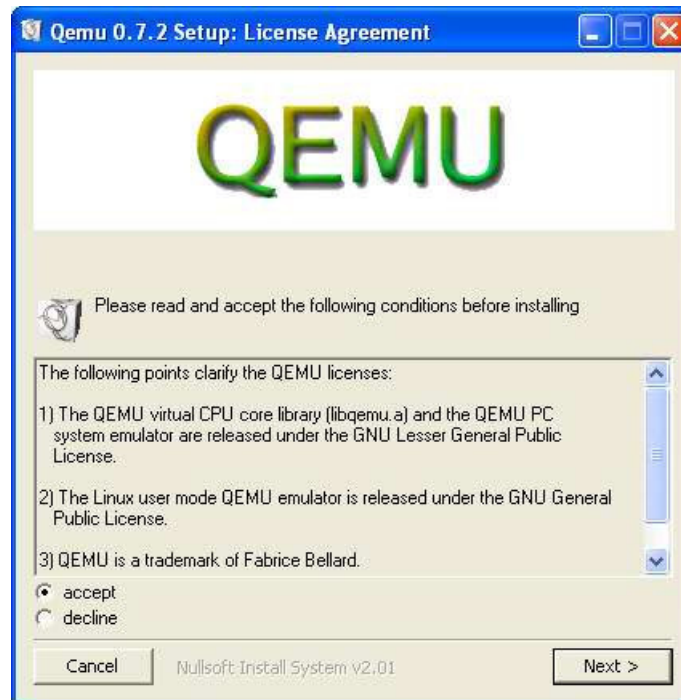 Qemu 0.7.2 Setup: License Agreement
QEMU
Please read and accept the following conditions before installing
The following points clarify the QEMU licenses:
1) The QEMU virtual CPU core library (libqemu.a) and the QEMU PC
system emulator are released under the GNU Lesser General Public
License.
2) The Linux user mode QEMU emulator is released under the GNU General
Public License.
3) QEMU is a trademark of Fabrice Bellard.
accept
decline
Cancel
Nullsoft Install System v2.01
Next >